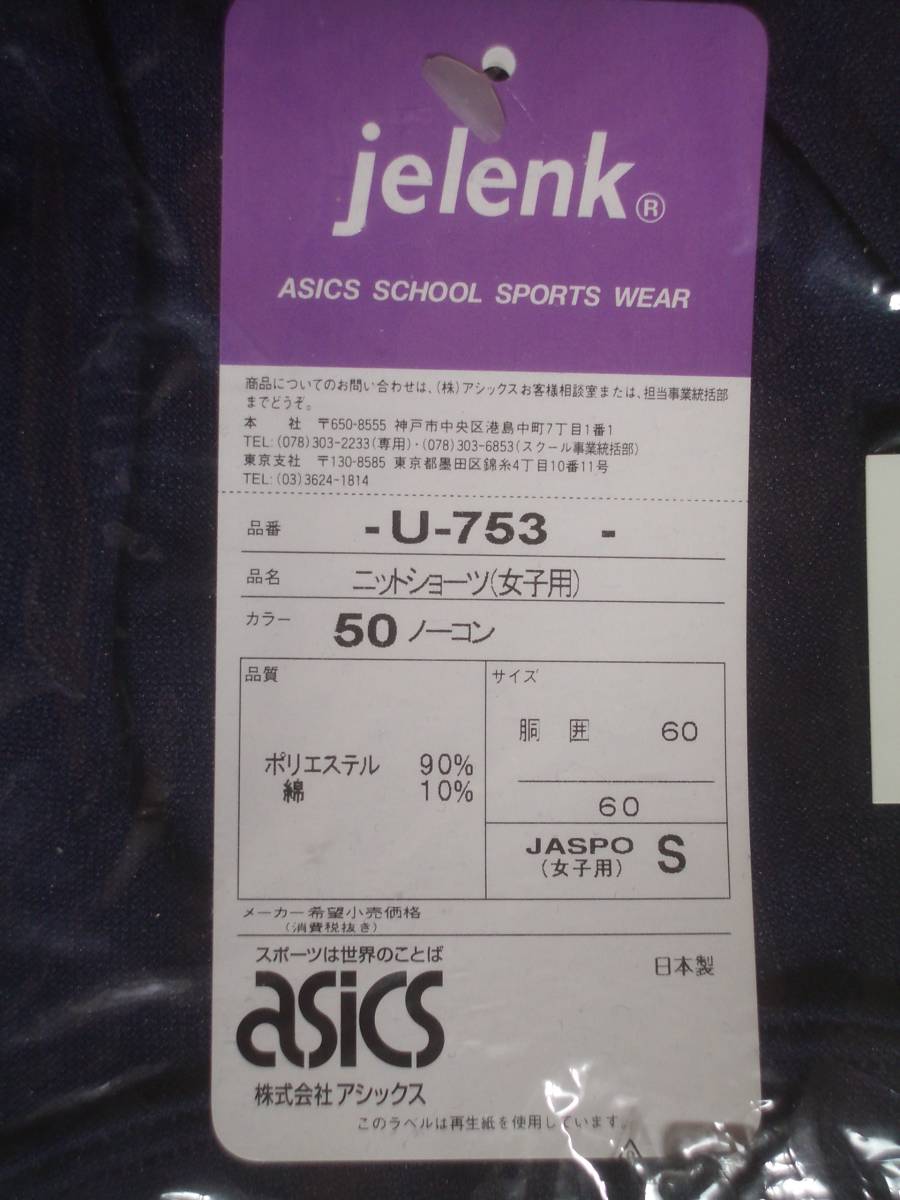 jelenk®
ASICS SCHOOL SPORTS WEAR
商品についてのお問い合わせは、(株)アシックスお客様相談室または、担当事業統括部
までどうぞ。
本　社　〒650-8555 神戸市中央区港島中町7丁目1番1
TEL:(078)303-2233(専用)・(078)303-6853(スクール事業統括部)
東京支社　〒130-8585 東京都墨田区錦糸4丁目10番11号
TEL:(03)3624-1814
品番 -U-753 -
品名 ニットショーツ(女子用)
カラー 50 ノーコン
品質
ポリエステル 90%
綿 10%
サイズ
胴 囲 60
60
JASPO S
(女子用)
メーカー希望小売価格
(消費税抜き)
スポーツは世界のことば
asics
株式会社アシックス
日本製
このラベルは再生紙を使用しています。